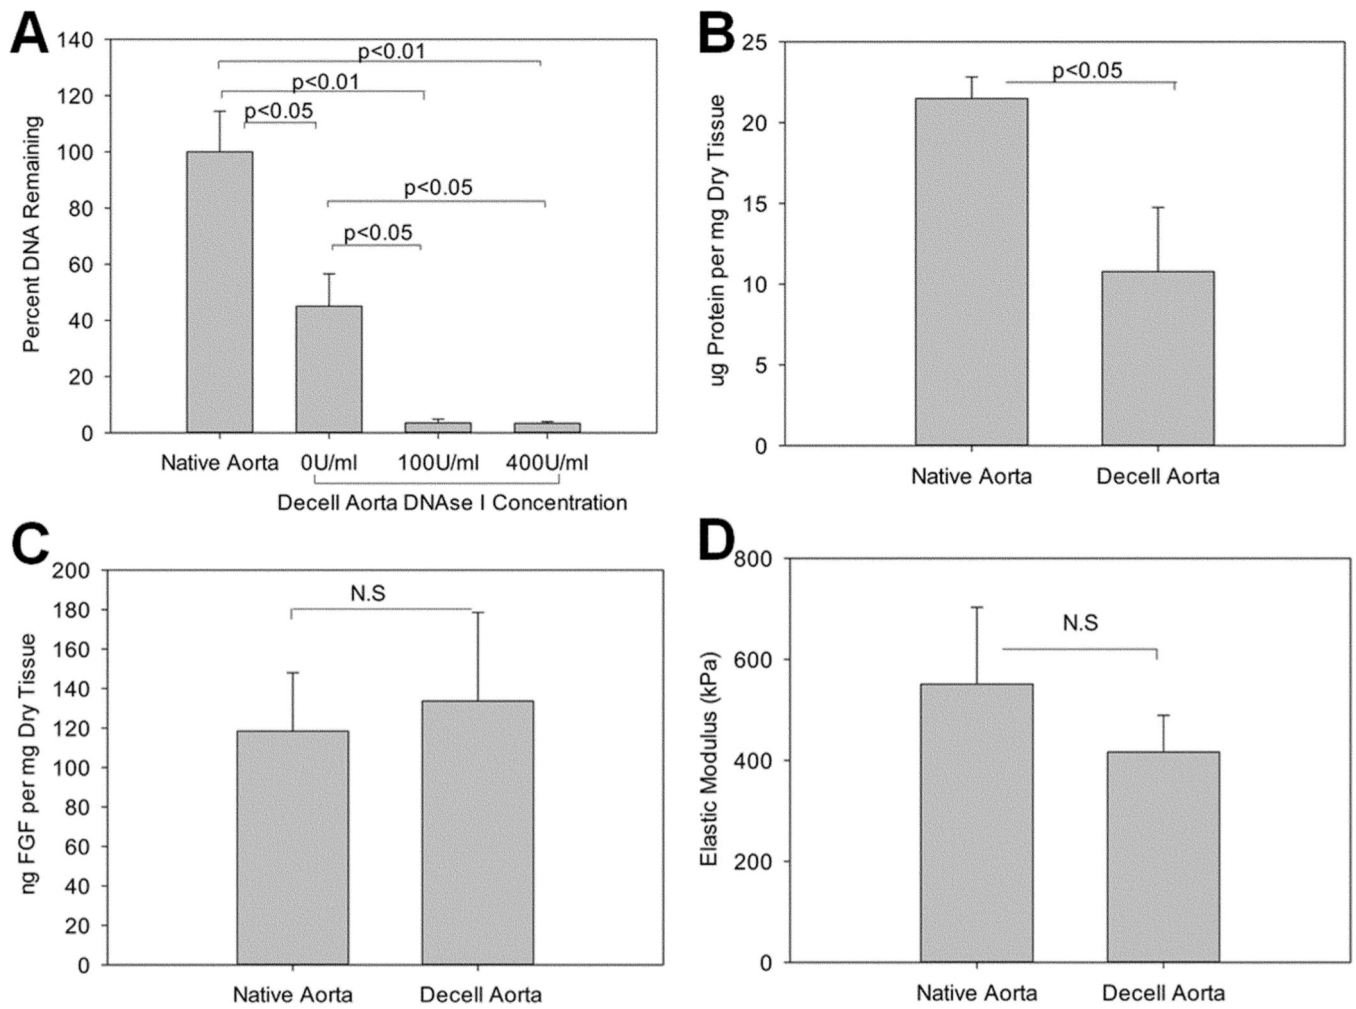 A
Percent DNA Remaining
140
120
100
80
60
40
20
0
p<0.01
p<0.01
p<0.05
p<0.05
p<0.05
Native Aorta 0U/ml 100U/ml 400U/ml
Decell Aorta DNAse I Concentration
B
ug Protein per mg Dry Tissue
25
20
15
10
5
0
p<0.05
Native Aorta Decell Aorta
C
ng FGF per mg Dry Tissue
200
180
160
140
120
100
80
60
40
20
0
N.S
Native Aorta Decell Aorta
D
Elastic Modulus (kPa)
800
600
400
200
0
N.S
Native Aorta Decell Aorta